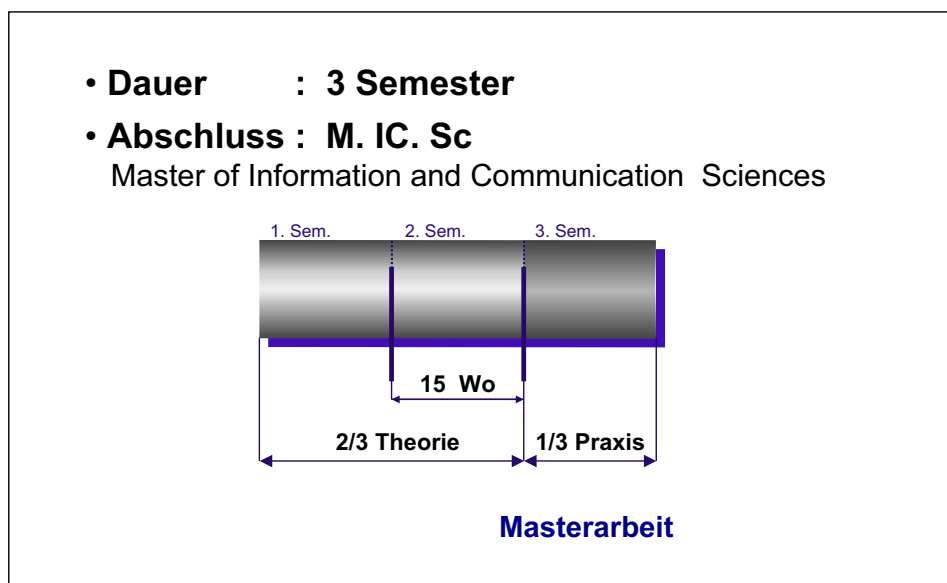 • Dauer : 3 Semester
• Abschluss : M. IC. Sc
Master of Information and Communication Sciences
1. Sem. 2. Sem. 3. Sem.
15 Wo
2/3 Theorie 1/3 Praxis
Masterarbeit